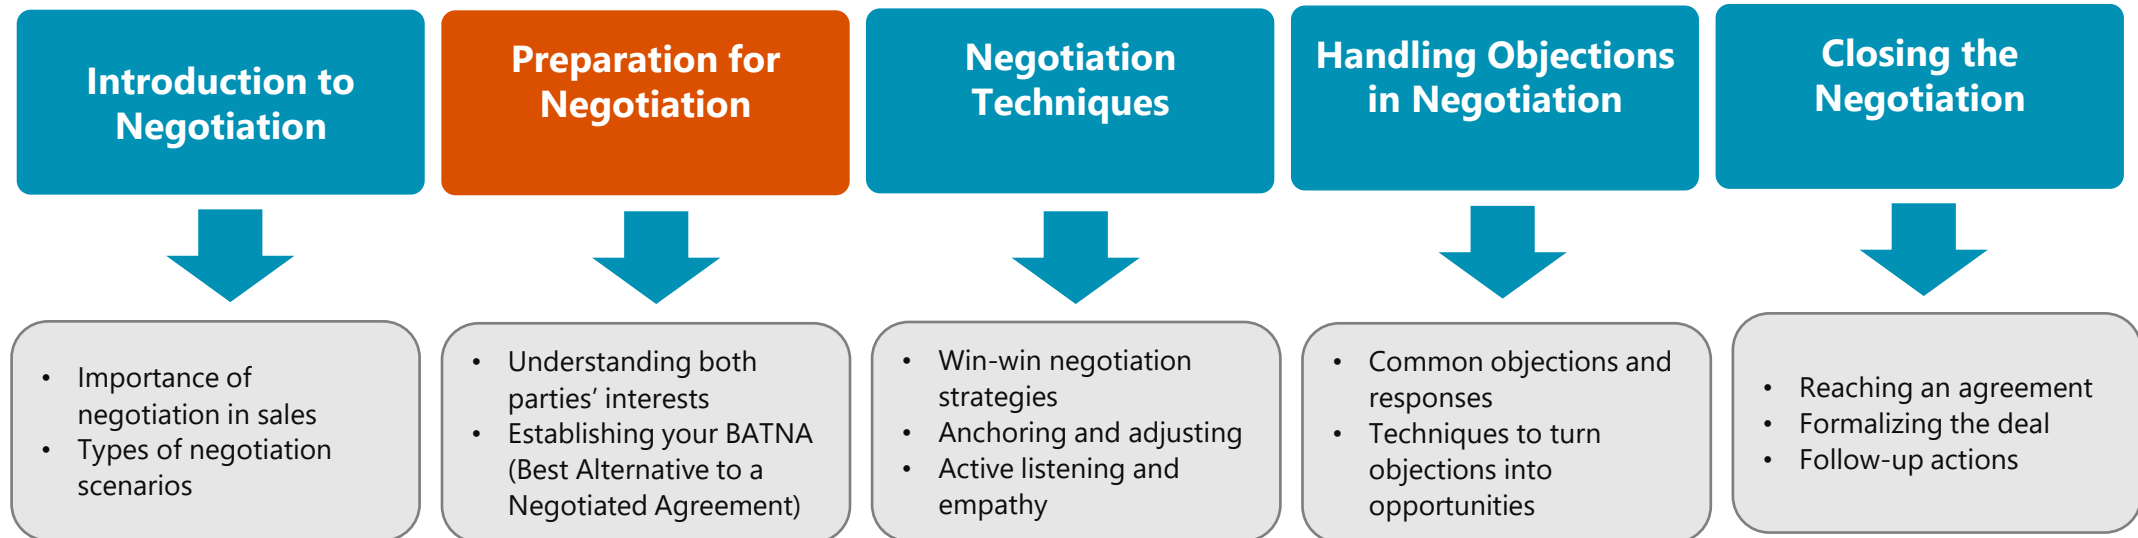 Introduction to
Negotiation
Preparation for
Negotiation
Negotiation
Techniques
Handling Objections
in Negotiation
Closing the
Negotiation
• Importance of
negotiation in sales
• Types of negotiation
scenarios
• Understanding both
parties’ interests
• Establishing your BATNA
(Best Alternative to a
Negotiated Agreement)
• Win-win negotiation
strategies
• Anchoring and adjusting
• Active listening and
empathy
• Common objections and
responses
• Techniques to turn
objections into
opportunities
• Reaching an agreement
• Formalizing the deal
• Follow-up actions